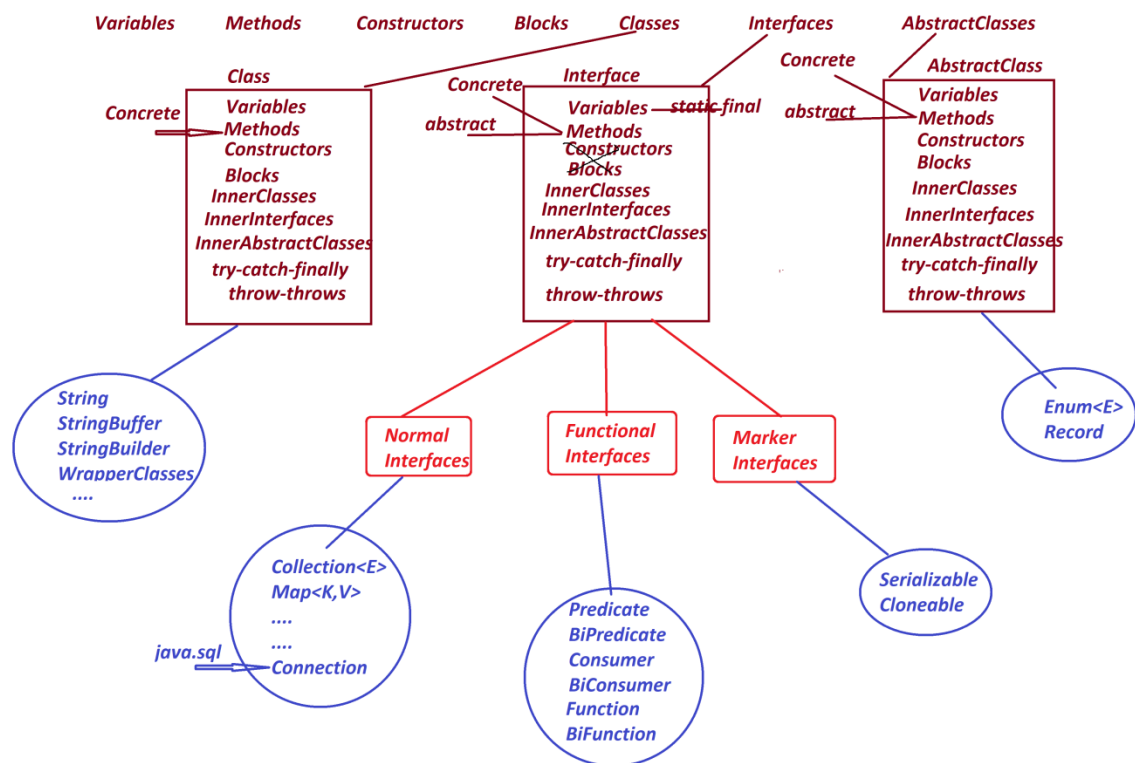 Variables Methods Constructors Blocks Classes Interfaces AbstractClasses
Class
Concrete
Variables
Methods
Constructors
Blocks
InnerClasses
InnerInterfaces
InnerAbstractClasses
try-catch-finally
throw-throws
Interface
Concrete
abstract
Variables static final
Methods
Constructors
Blocks
InnerClasses
InnerInterfaces
InnerAbstractClasses
try-catch-finally
throw-throws
AbstractClass
Concrete
abstract
Variables
Methods
Constructors
Blocks
InnerClasses
InnerInterfaces
InnerAbstractClasses
try-catch-finally
throw-throws
String
StringBuffer
StringBuilder
WrapperClasses
....
Normal
Interfaces
Functional
Interfaces
Marker
Interfaces
Enum<E>
Record
Collection<E>
Map<K,V>
....
....
java.sql
Connection
Predicate
BiPredicate
Consumer
BiConsumer
Function
BiFunction
Serializable
Cloneable